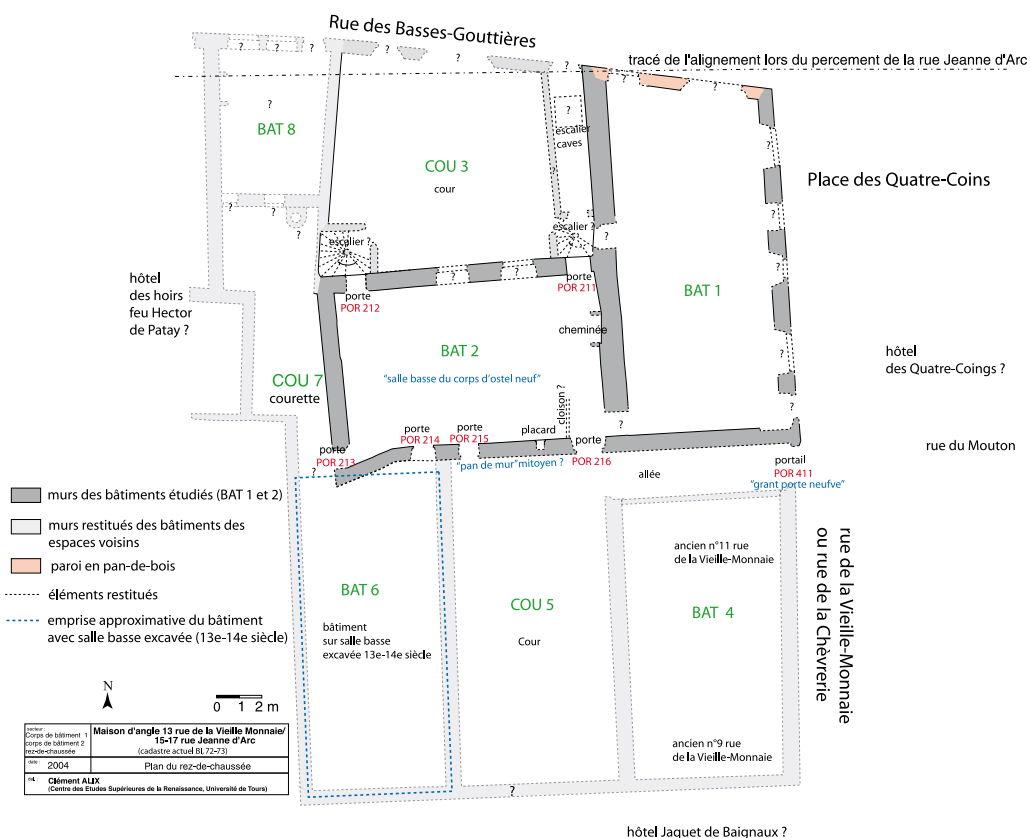 Rue des Basses-Gouttières
tracé de l'alignement lors du percement de la rue Jeanne d'Arc
? ? ? ? ? ? ?
?
?
escalier
caves
?
BAT 8
COU 3
cour
Place des Quatre-Coins
? ?
?
escalier ?
escalier ?
?
hôtel
des hoirs
feu Hector
de Patay ?
porte
POR 212
? ?
porte
POR 211
BAT 1
?
cheminée
BAT 2
"salle basse du corps d'ostel neuf"
COU 7
courette
?
hôtel
des Quatre-Coings ?
cloison ?
?
porte
POR 213
porte
POR 214
porte
POR 215
placard
porte
POR 216
?
rue du Mouton
?
"pan de mur" mitoyen ?
allée
portail
POR 411
"grant porte neufve"
murs des bâtiments étudiés (BAT 1 et 2)
murs restitués des bâtiments des
espaces voisins
paroi en pan-de-bois
éléments restitués
emprise approximative du bâtiment
avec salle basse excavée (13e-14e siècle)
BAT 6
bâtiment
sur salle basse
excavée 13e-14e siècle
COU 5
Cour
ancien n°11 rue
de la Vieille-Monnaie
BAT 4
ancien n°9 rue
de la Vieille-Monnaie
rue de la Vieille-Monnaie
ou rue de la Chèvrerie
N
0 1 2 m
secteur :
Corps de bâtiment 1
corps de bâtiment 2
rez-de-chaussée
Maison d'angle 13 rue de la Vieille Monnaie/
15-17 rue Jeanne d'Arc
(cadastre actuel BL72-73)
date : 2004
Plan du rez-de-chaussée
del. : Clément ALIX
(Centre des Etudes Supérieures de la Renaissance, Université de Tours)
?
hôtel Jaquet de Baignaux ?